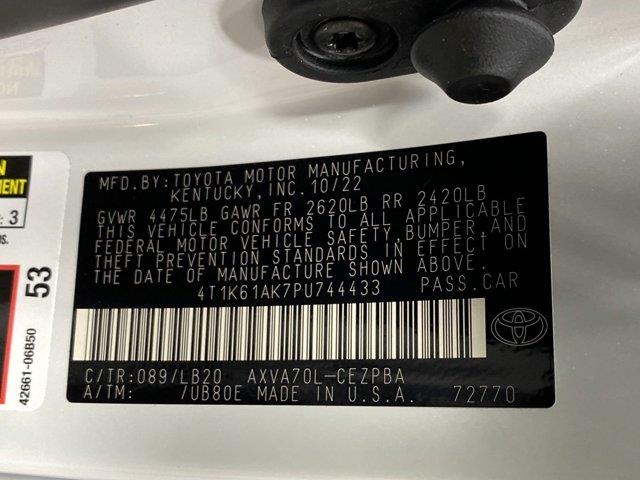 MFD.BY:TOYOTA MOTOR MANUFACTURING,
KENTUCKY, INC. 10/22
GVWR 4475LB GAWR FR 2620LB RR 2420LB
THIS VEHICLE CONFORMS TO ALL APPLICABLE
FEDERAL MOTOR VEHICLE SAFETY, BUMPER, AND
THEFT PREVENTION STANDARDS IN EFFECT ON
THE DATE OF MANUFACTURE SHOWN ABOVE.
4T1K61AK7PU744433 PASS.CAR
C/TR:089/LB20 AXVA70L-CEZPBA
A/TM: /UB80E MADE IN U.S.A. 72770
53
42661-06B50
3